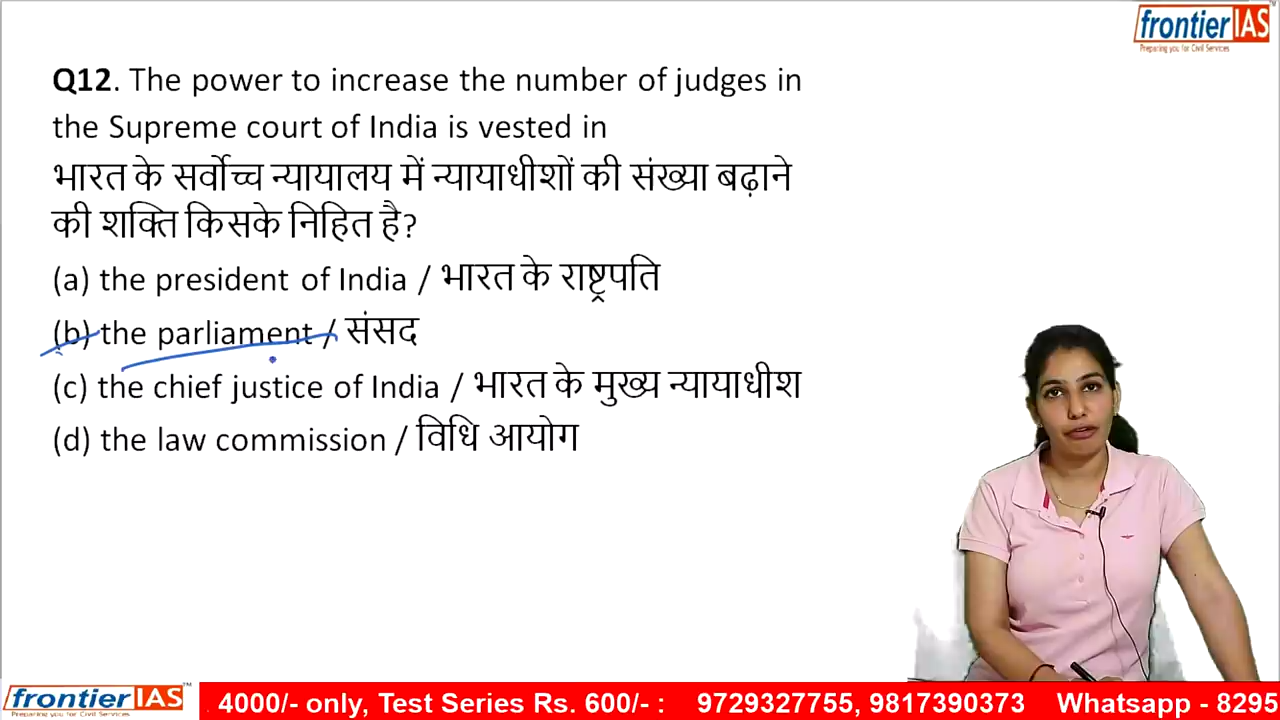 frontierIAS
Preparing you for Civil Services
Q12. The power to increase the number of judges in
the Supreme court of India is vested in
भारत के सर्वोच्च न्यायालय में न्यायाधीशों की संख्या बढ़ाने
की शक्ति किसके निहित है?
(a) the president of India / भारत के राष्ट्रपति
(b) the parliament / संसद
(c) the chief justice of India / भारत के मुख्य न्यायाधीश
(d) the law commission / विधि आयोग
frontierIAS™
Preparing you for Civil Services
4000/- only, Test Series Rs. 600/- : 9729327755, 9817390373 Whatsapp - 8295